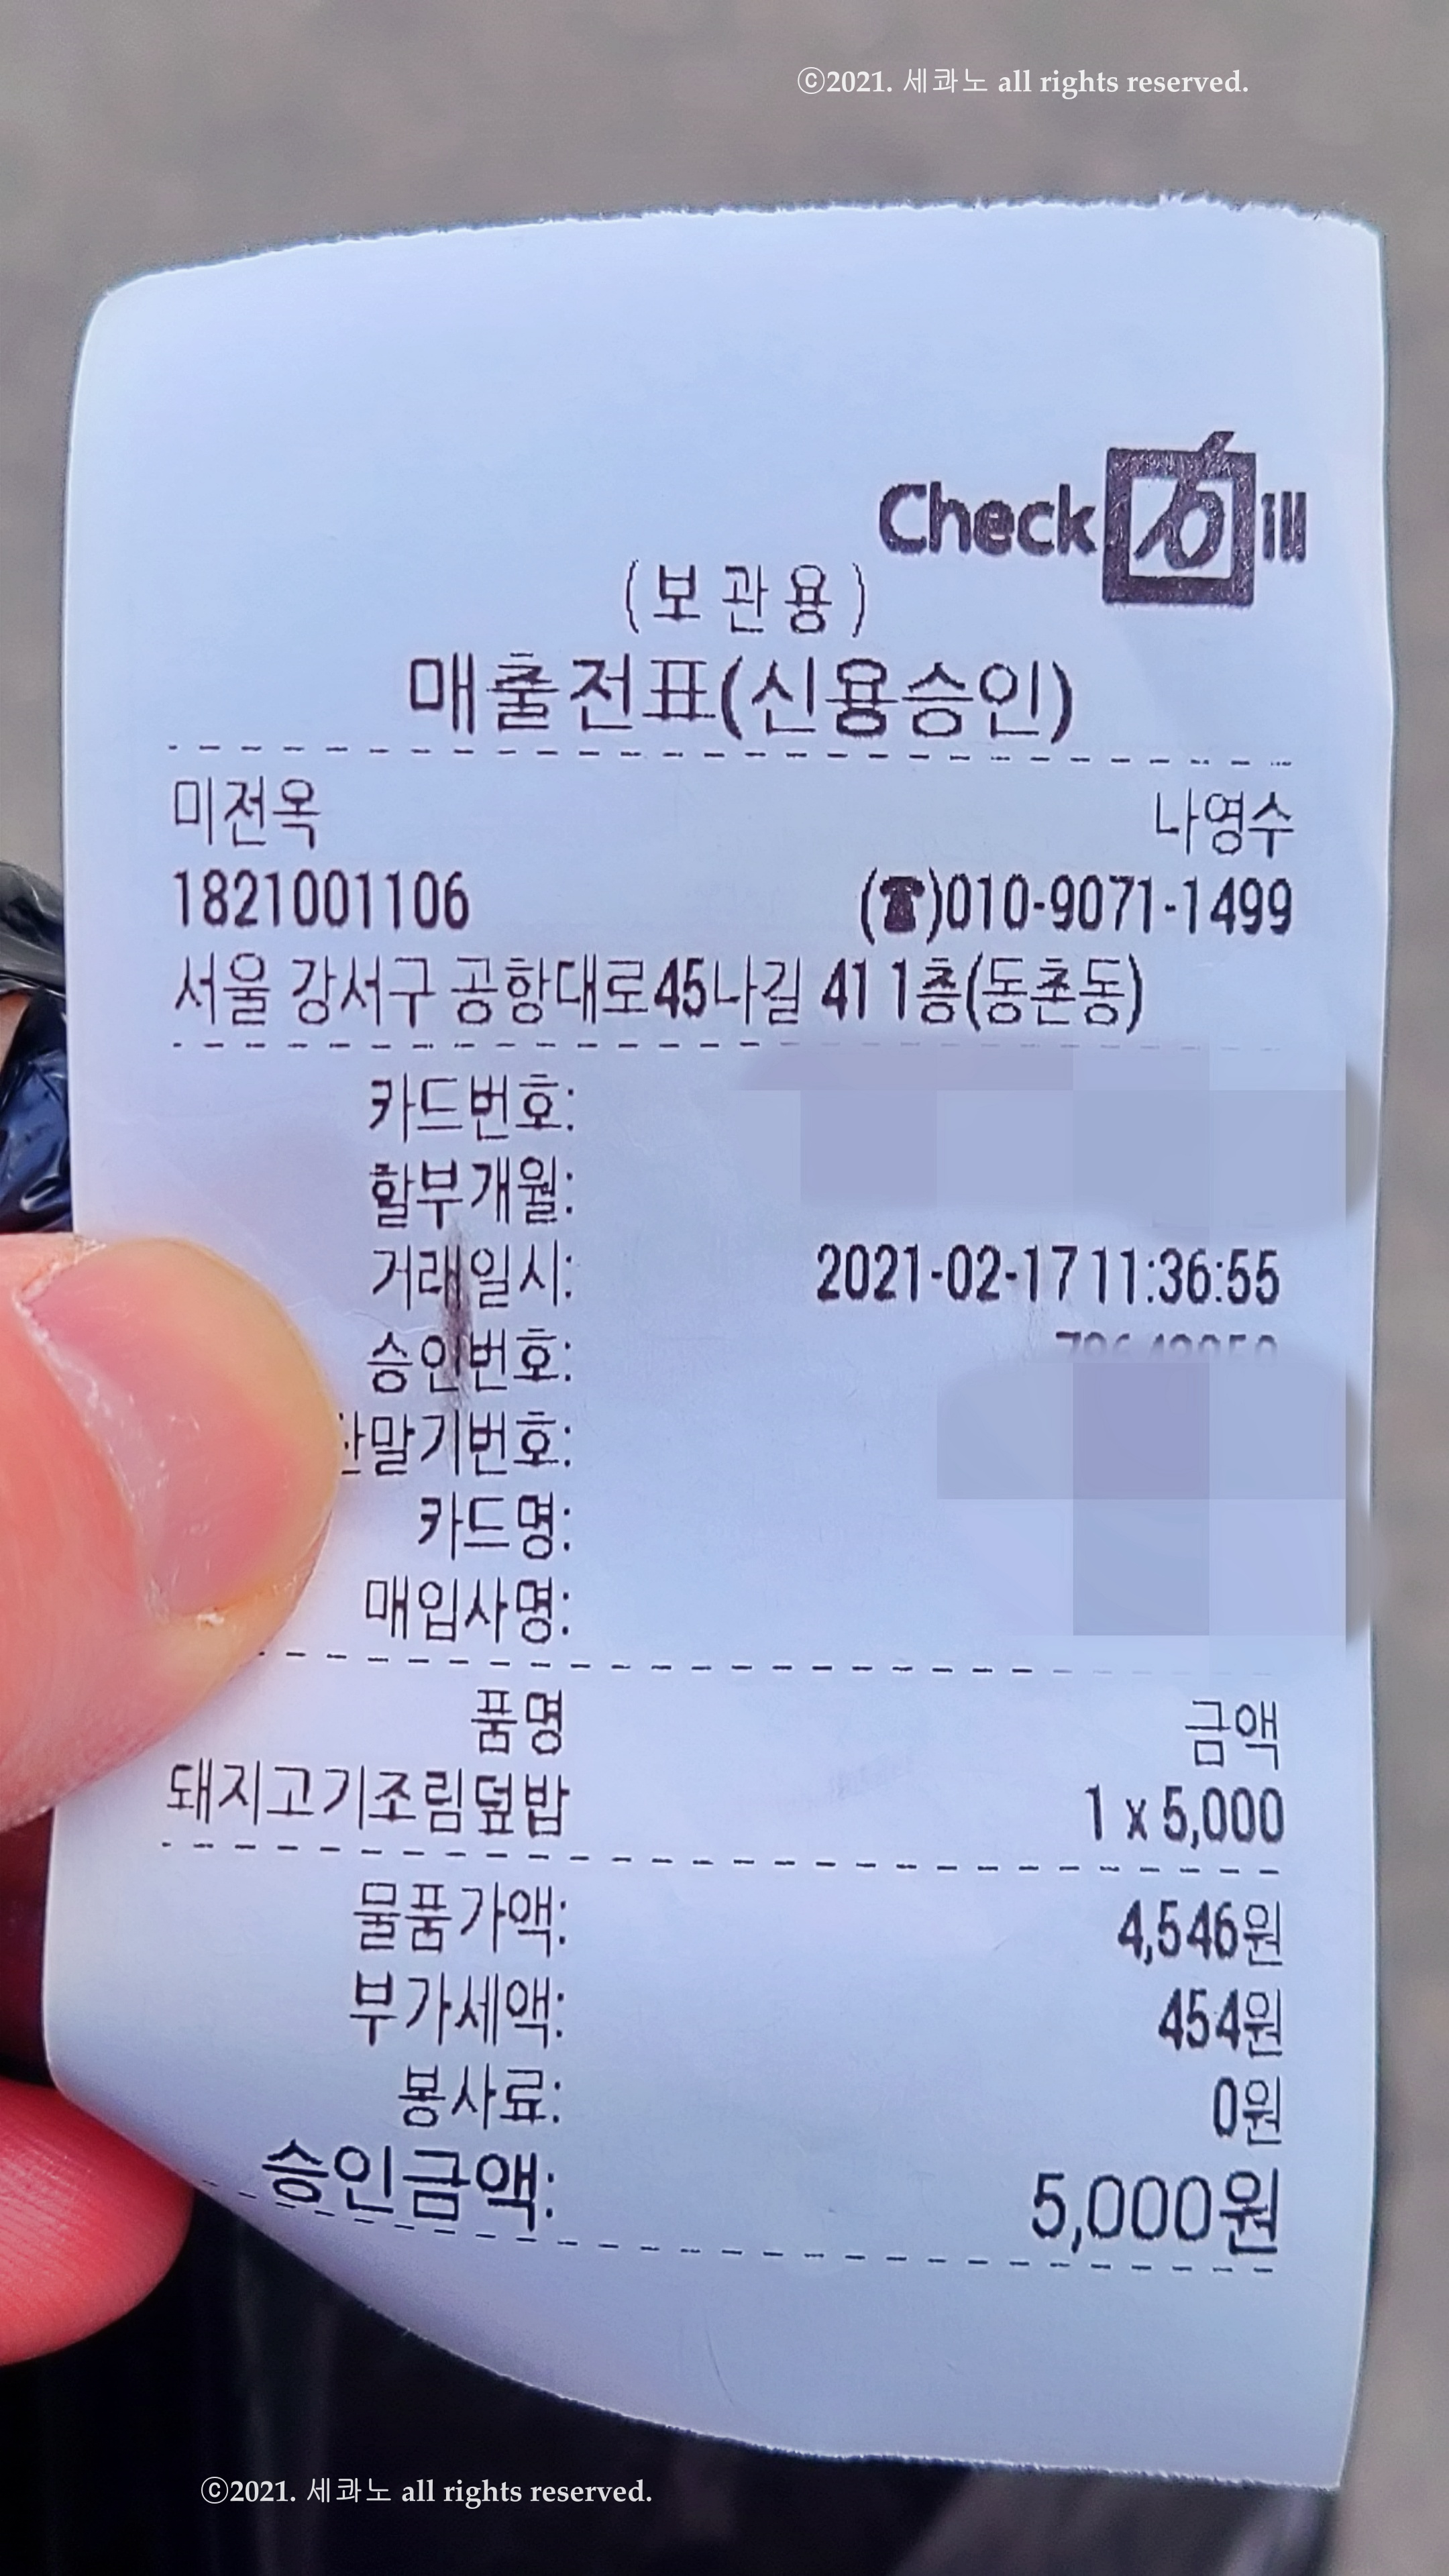 ⓒ2021. 세콰노 all rights reserved.
Check Bill
(보관용)
매출전표(신용승인)
미전옥 나영수
1821001106 (☎)010-9071-1499
서울 강서구 공항대로45나길 41 1층(동촌동)
카드번호:
할부개월:
거래일시: 2021-02-17 11:36:55
승인번호:
단말기번호:
카드명:
매입사명:
품명 금액
돼지고기조림덮밥 1 x 5,000
물품가액: 4,546원
부가세액: 454원
봉사료: 0원
승인금액: 5,000원
ⓒ2021. 세콰노 all rights reserved.